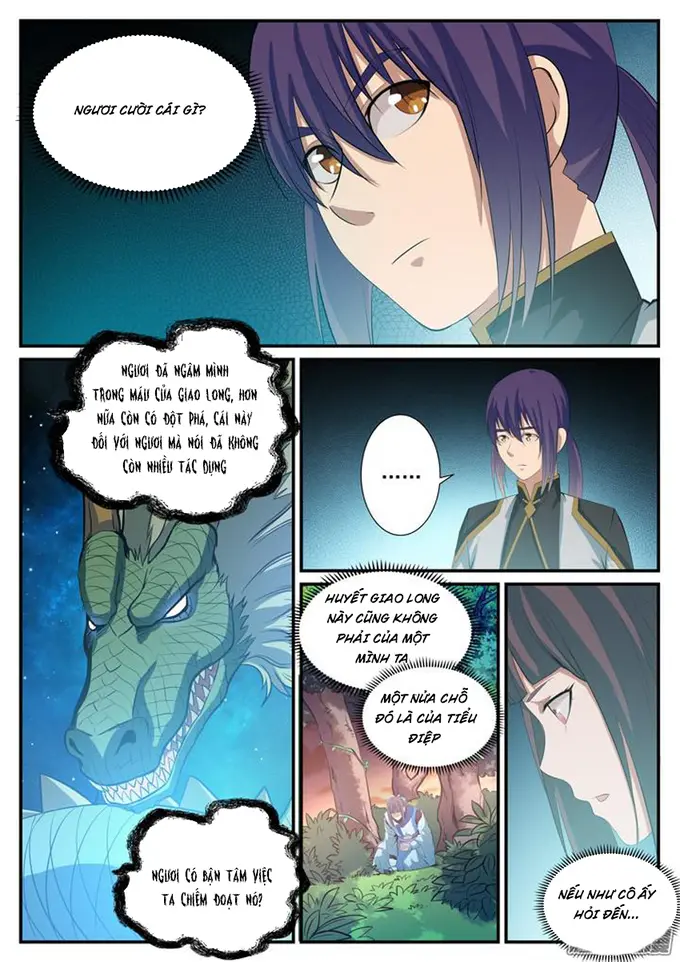 NGƯƠI CƯỜI CÁI GÌ?
NGƯƠI ĐÃ NGÂM MÌNH
TRONG MÁU CỦA GIAO LONG, HƠN
NỮA CÒN CÓ ĐỘT PHÁ, CÁI NÀY
ĐỐI VỚI NGƯƠI MÀ NÓI ĐÃ KHÔNG
CÒN NHIỀU TÁC DỤNG
......
HUYẾT GIAO LONG
NÀY CŨNG KHÔNG
PHẢI CỦA MỘT
MÌNH TA
MỘT NỬA CHỖ
ĐÓ LÀ CỦA TIỂU
ĐIỆP
NGƯƠI CÓ BẬN TÂM VIỆC
TA CHIẾM ĐOẠT NÓ?
NẾU NHƯ CÔ ẤY
HỎI ĐẾN...